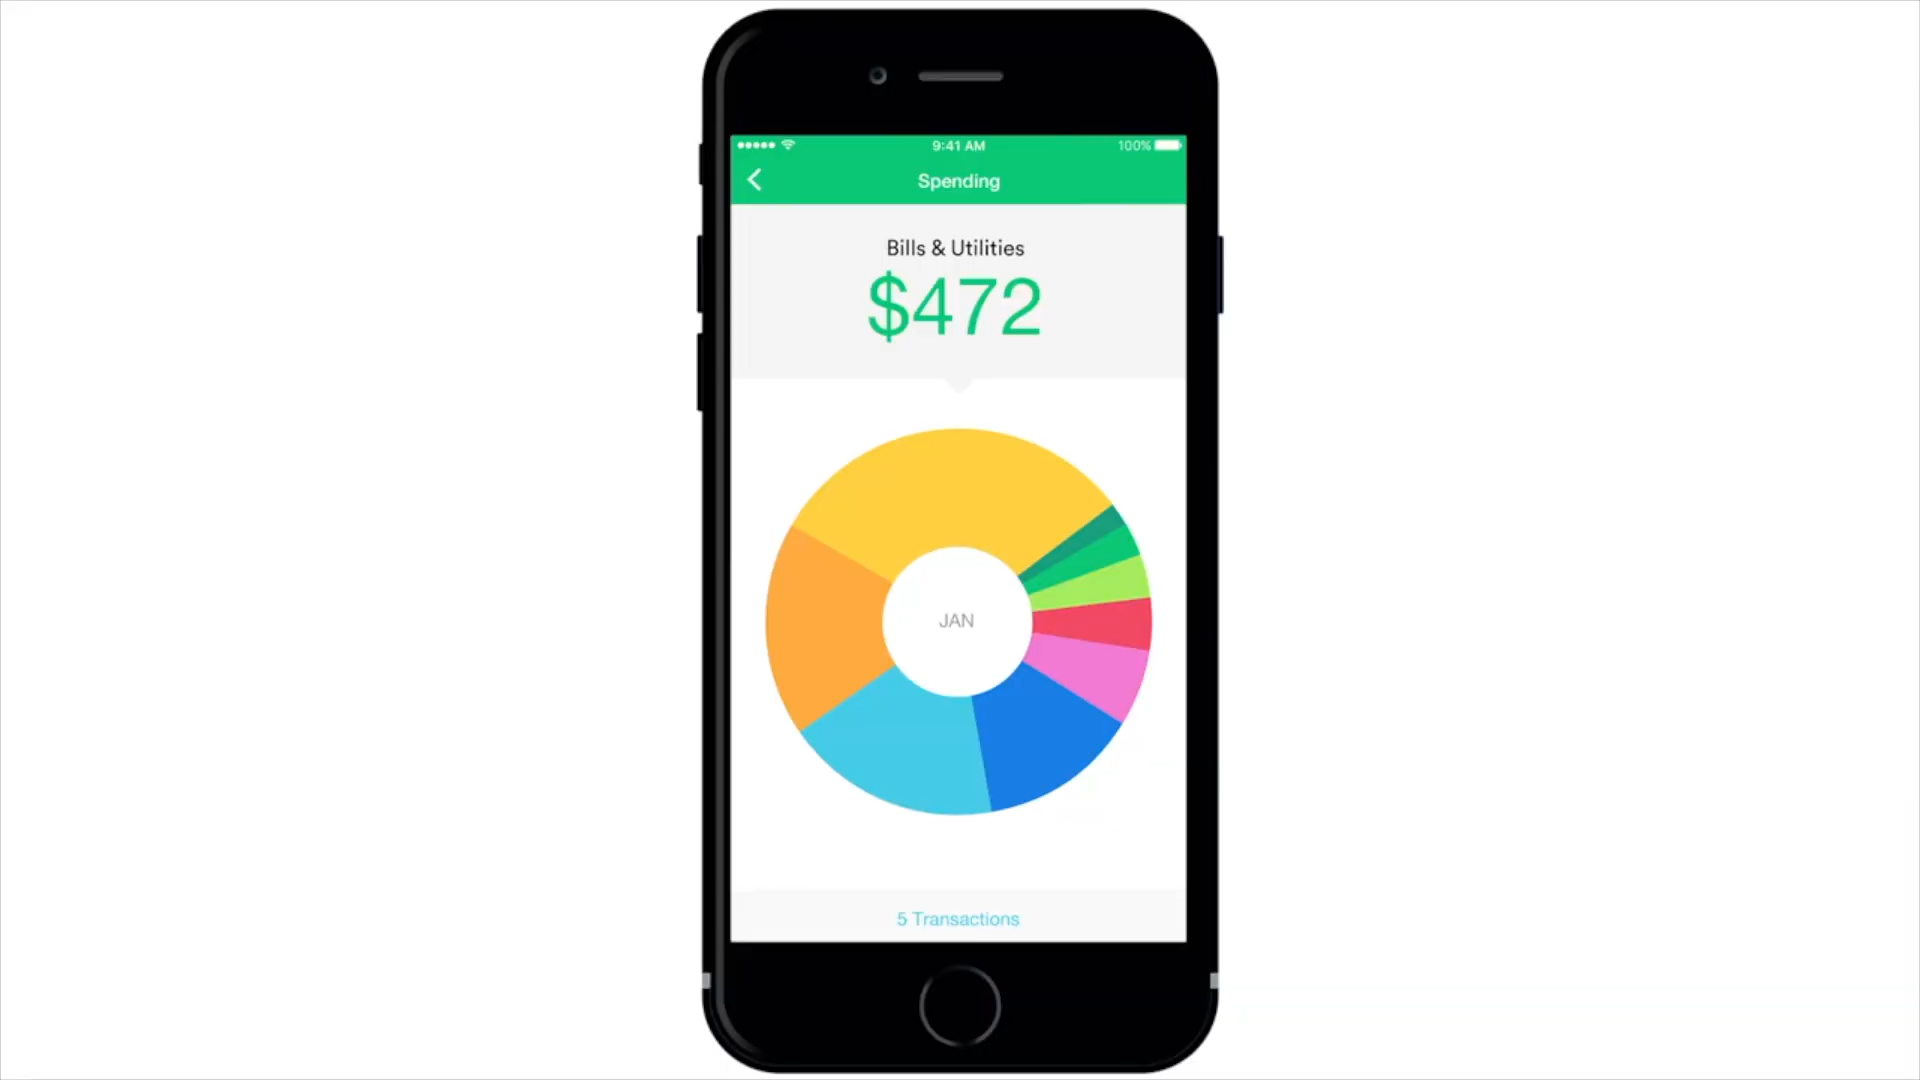 9:41 AM 100%
Spending
Bills & Utilities
$472
JAN
5 Transactions